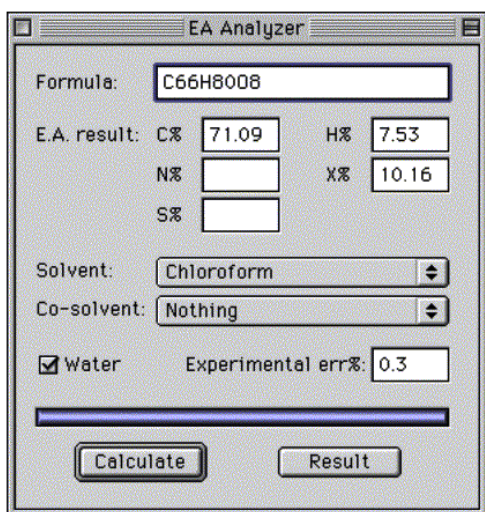 EA Analyzer
Formula: C66H80O8
E.A. result: C% 71.09 H% 7.53
N% X% 10.16
S%
Solvent: Chloroform
Co-solvent: Nothing
Water Experimental err%: 0.3
Calculate Result